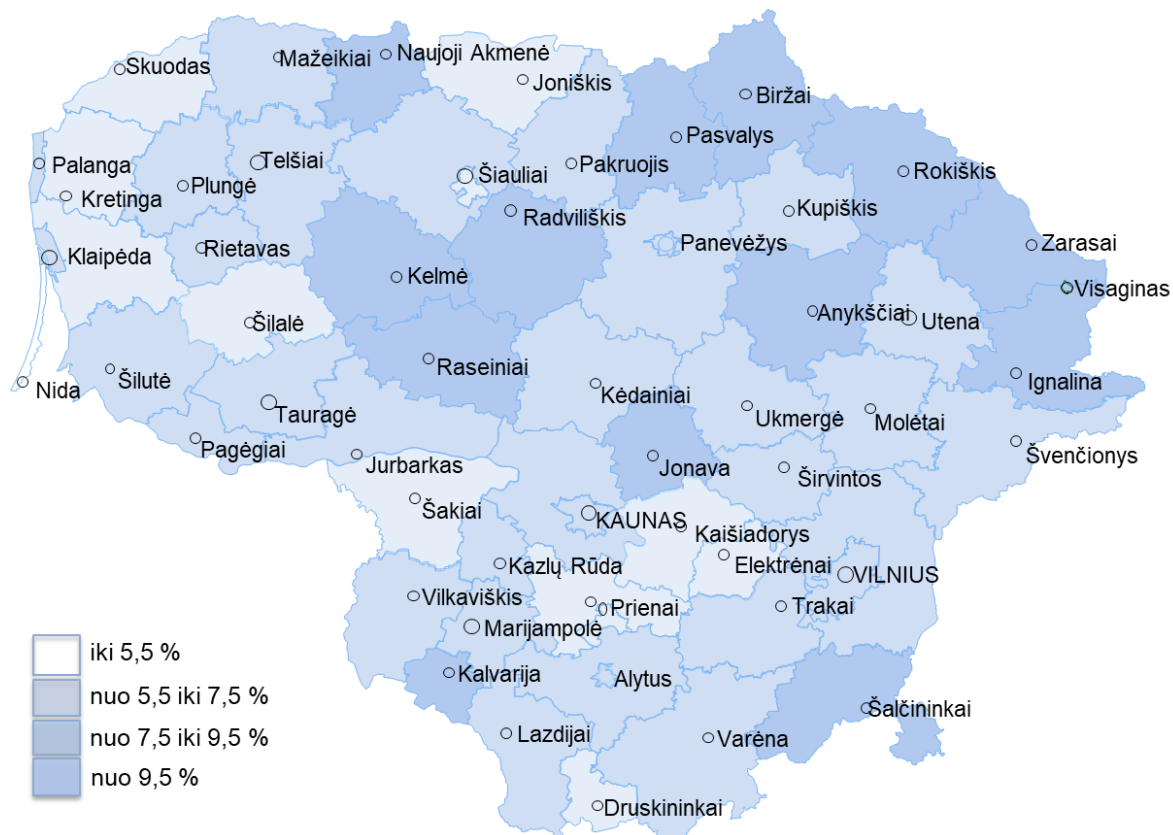 Skuodas
Mažeikiai
Naujoji Akmenė
Joniškis
Biržai
Pasvalys
Palanga
Telšiai
Šiauliai
Pakruojis
Rokiškis
Kretinga
Plungė
Radviliškis
Kupiškis
Klaipėda
Rietavas
Panevėžys
Zarasai
Kelmė
Visaginas
Šilalė
Anykščiai
Utena
Nida
Šilutė
Raseiniai
Ignalina
Tauragė
Kėdainiai
Ukmergė
Molėtai
Pagėgiai
Jurbarkas
Jonava
Širvintos
Švenčionys
Šakiai
KAUNAS
Kaišiadorys
Kazlų Rūda
Elektrėnai
VILNIUS
Vilkaviškis
Prienai
Trakai
Marijampolė
Kalvarija
Alytus
Šalčininkai
Lazdijai
Varėna
Druskininkai
iki 5,5 %
nuo 5,5 iki 7,5 %
nuo 7,5 iki 9,5 %
nuo 9,5 %